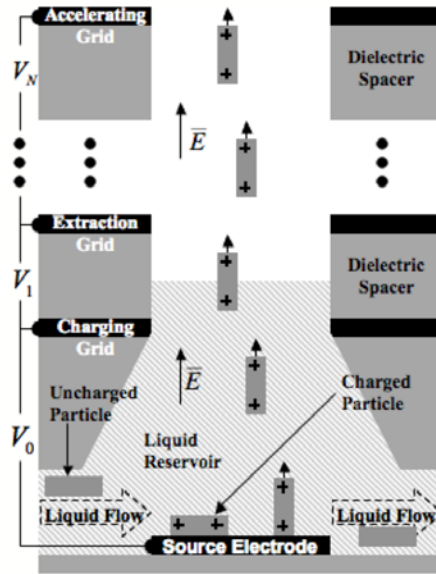 Accelerating
Grid
V_N
Dielectric
Spacer
E
Extraction
Grid
V_1
Dielectric
Spacer
Charging
Grid
E
Uncharged
Particle
Charged
Particle
V_0
Liquid
Reservoir
Liquid Flow
Liquid Flow
Source Electrode
+ +